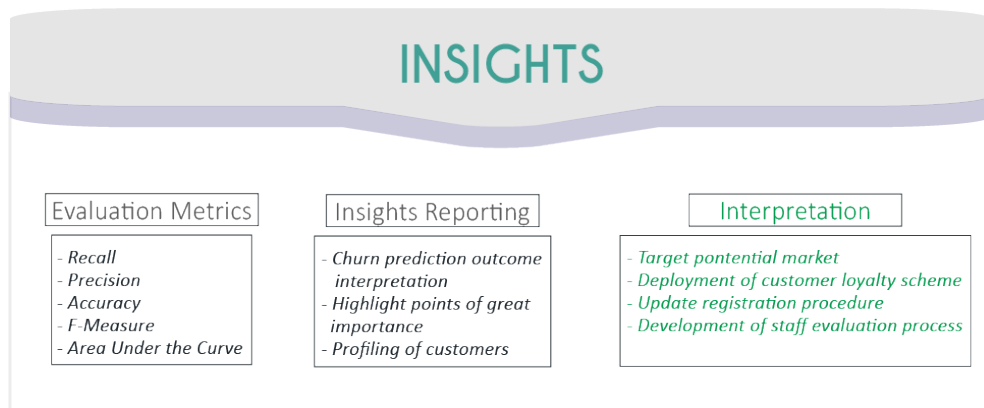 INSIGHTS
Evaluation Metrics
- Recall
- Precision
- Accuracy
- F-Measure
- Area Under the Curve
Insights Reporting
- Churn prediction outcome
interpretation
- Highlight points of great
importance
- Profiling of customers
Interpretation
- Target pontential market
- Deployment of customer loyalty scheme
- Update registration procedure
- Development of staff evaluation process